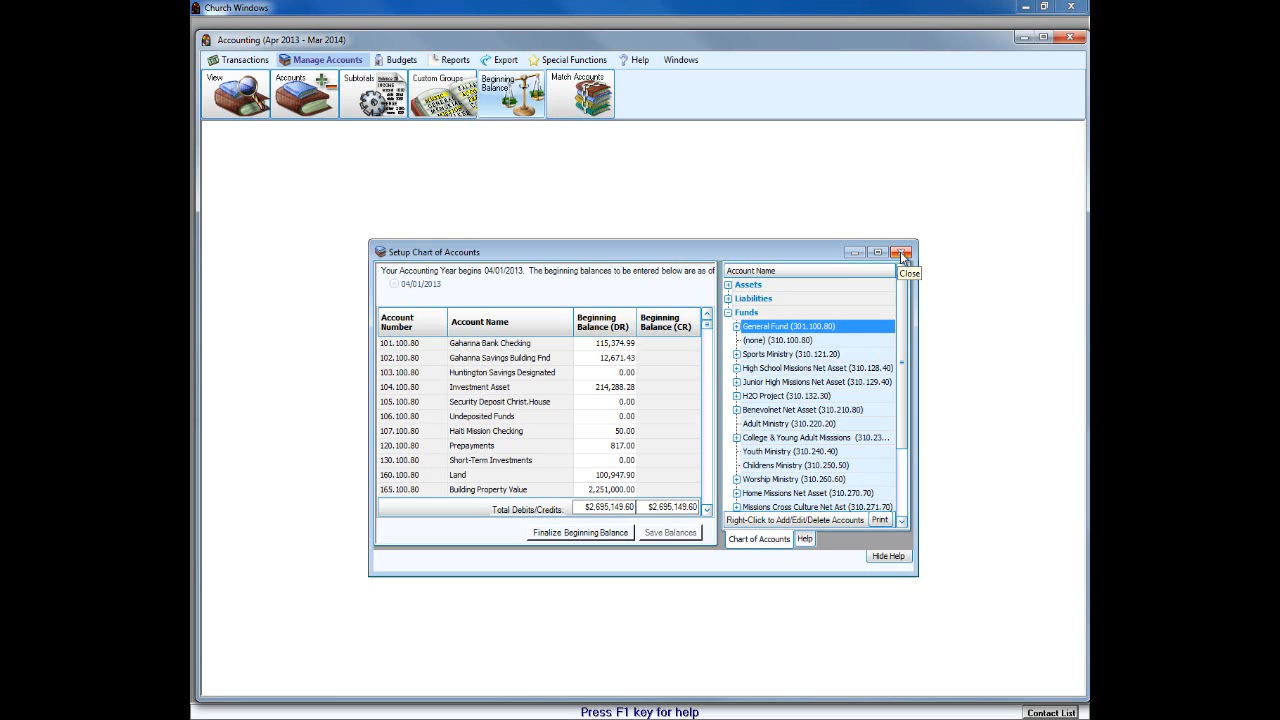 Church Windows
Accounting (Apr 2013 - Mar 2014)
Transactions Manage Accounts Budgets Reports Export Special Functions Help Windows
View Accounts Subtotals Custom Groups Beginning Balance Match Accounts
Setup Chart of Accounts
Close
Your Accounting Year begins 04/01/2013. The beginning balances to be entered below are as of
04/01/2013
Account Number Account Name Beginning Balance (DR) Beginning Balance (CR)
101.100.80 Gahanna Bank Checking 115,374.99
102.100.80 Gahanna Savings Building Fnd 12,671.43
103.100.80 Huntington Savings Designated 0.00
104.100.80 Investment Asset 214,288.28
105.100.80 Security Deposit Christ.House 0.00
106.100.80 Undeposited Funds 0.00
107.100.80 Haiti Mission Checking 50.00
120.100.80 Prepayments 817.00
130.100.80 Short-Term Investments 0.00
160.100.80 Land 100,947.90
165.100.80 Building Property Value 2,251,000.00
Total Debits/Credits: $2,695,149.60 $2,695,149.60
Finalize Beginning Balance Save Balances
Account Name
Assets
Liabilities
Funds
General Fund (301.100.80)
(none) (310.100.80)
Sports Ministry (310.121.20)
High School Missions Net Asset (310.128.40)
Junior High Missions Net Asset (310.129.40)
H2O Project (310.132.30)
Benevolnet Net Asset (310.210.80)
Adult Ministry (310.220.20)
College & Young Adult Misssions (310.23...
Youth Ministry (310.240.40)
Childrens Ministry (310.250.50)
Worship Ministry (310.260.60)
Home Missions Net Asset (310.270.70)
Missions Cross Culture Net Ast (310.271.70)
Right-Click to Add/Edit/Delete Accounts Print
Chart of Accounts Help
Hide Help
Press F1 key for help
Contact List